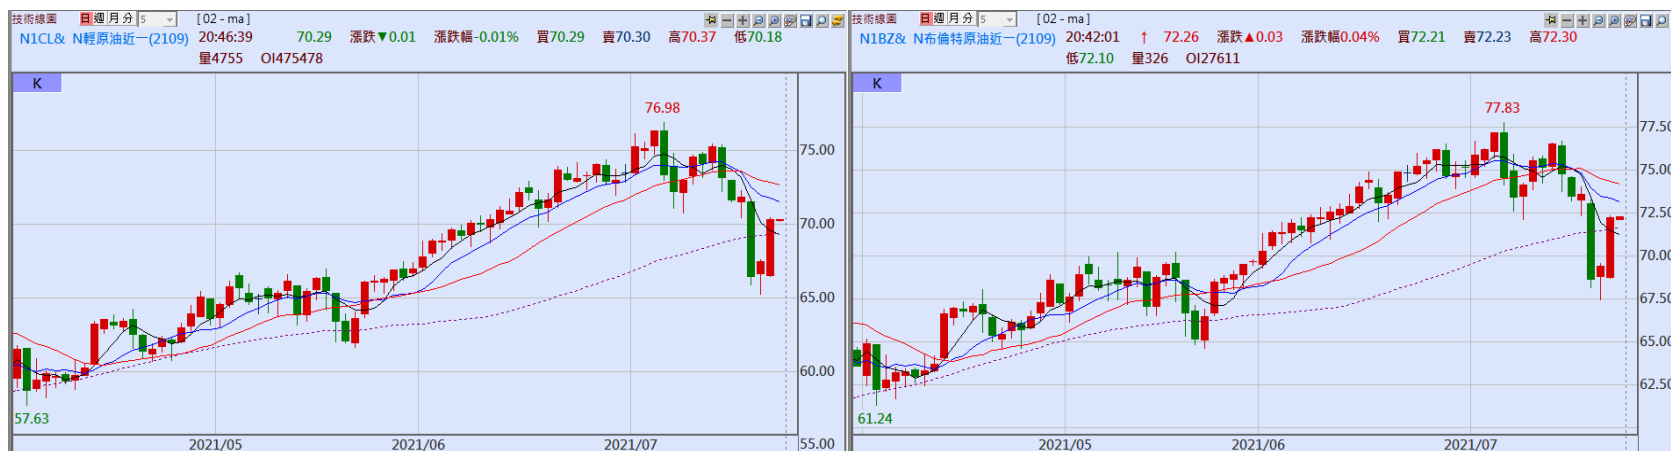 技術線圖 日 週 月 分 5 [02 - ma]
N1CL& N輕原油近一(2109) 20:46:39 70.29 漲跌▼0.01 漲跌幅-0.01% 買70.29 賣70.30 高70.37 低70.18
量4755 OI475478
K
76.98
75.00
70.00
65.00
60.00
57.63
55.00
2021/05 2021/06 2021/07
技術線圖 日 週 月 分 5 [02 - ma]
N1BZ& N布倫特原油近一(2109) 20:42:01 ↑ 72.26 漲跌▲0.03 漲跌幅0.04% 買72.21 賣72.23 高72.30
低72.10 量326 OI27611
K
77.83
77.50
75.00
72.50
70.00
67.50
65.00
62.50
61.24
2021/05 2021/06 2021/07